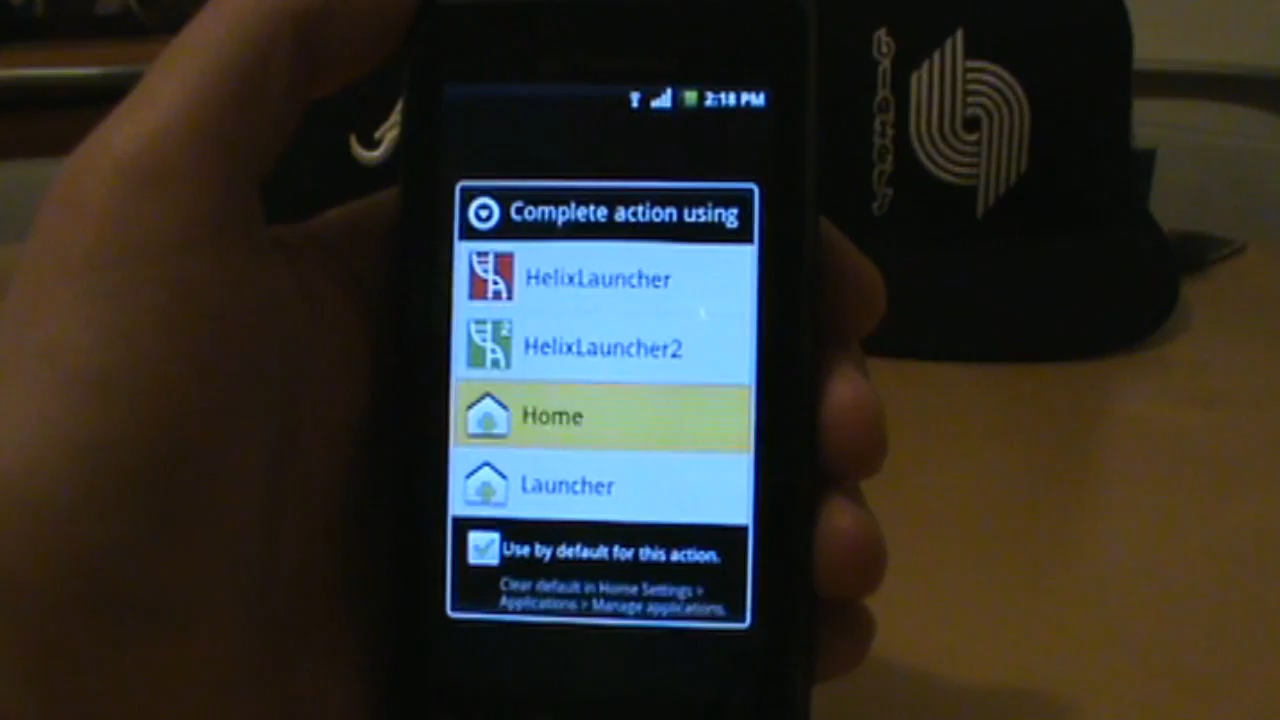 2:18 PM
Complete action using
HelixLauncher
HelixLauncher2
Home
Launcher
Use by default for this action.
Clear default in Home Settings >
Applications > Manage applications.